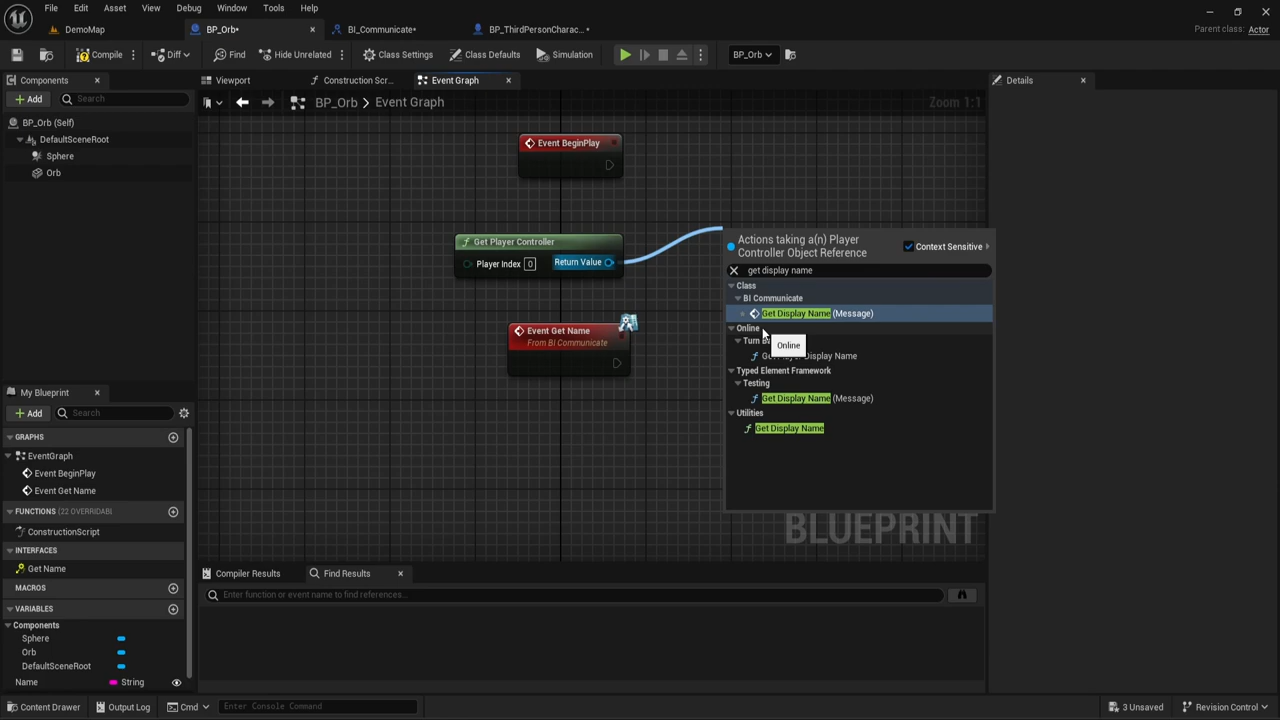 File Edit Asset View Debug Window Tools Help
Parent class: Actor
DemoMap
BP_Orb*
BI_Communicate*
BP_ThirdPersonCharac...*
Compile
Diff
Find
Hide Unrelated
Class Settings
Class Defaults
Simulation
BP_Orb
Components
Viewport
Construction Scr...
Event Graph
Details
Add
Search
BP_Orb > Event Graph
Zoom 1:1
BP_Orb (Self)
DefaultSceneRoot
Sphere
Orb
Event BeginPlay
Get Player Controller
Player Index 0
Return Value
Event Get Name
From BI Communicate
Actions taking a(n) Player
Controller Object Reference
Context Sensitive
get display name
Class
BI Communicate
Get Display Name (Message)
Online
Turn B
Online
Display Name
Typed Element Framework
Testing
Get Display Name (Message)
Utilities
Get Display Name
BLUEPRINT
My Blueprint
Add
Search
GRAPHS
EventGraph
Event BeginPlay
Event Get Name
FUNCTIONS (22 OVERRIDABL
ConstructionScript
INTERFACES
Get Name
MACROS
VARIABLES
Components
Sphere
Orb
DefaultSceneRoot
Name
String
Compiler Results
Find Results
Enter function or event name to find references...
Content Drawer
Output Log
Cmd
Enter Console Command
3 Unsaved
Revision Control